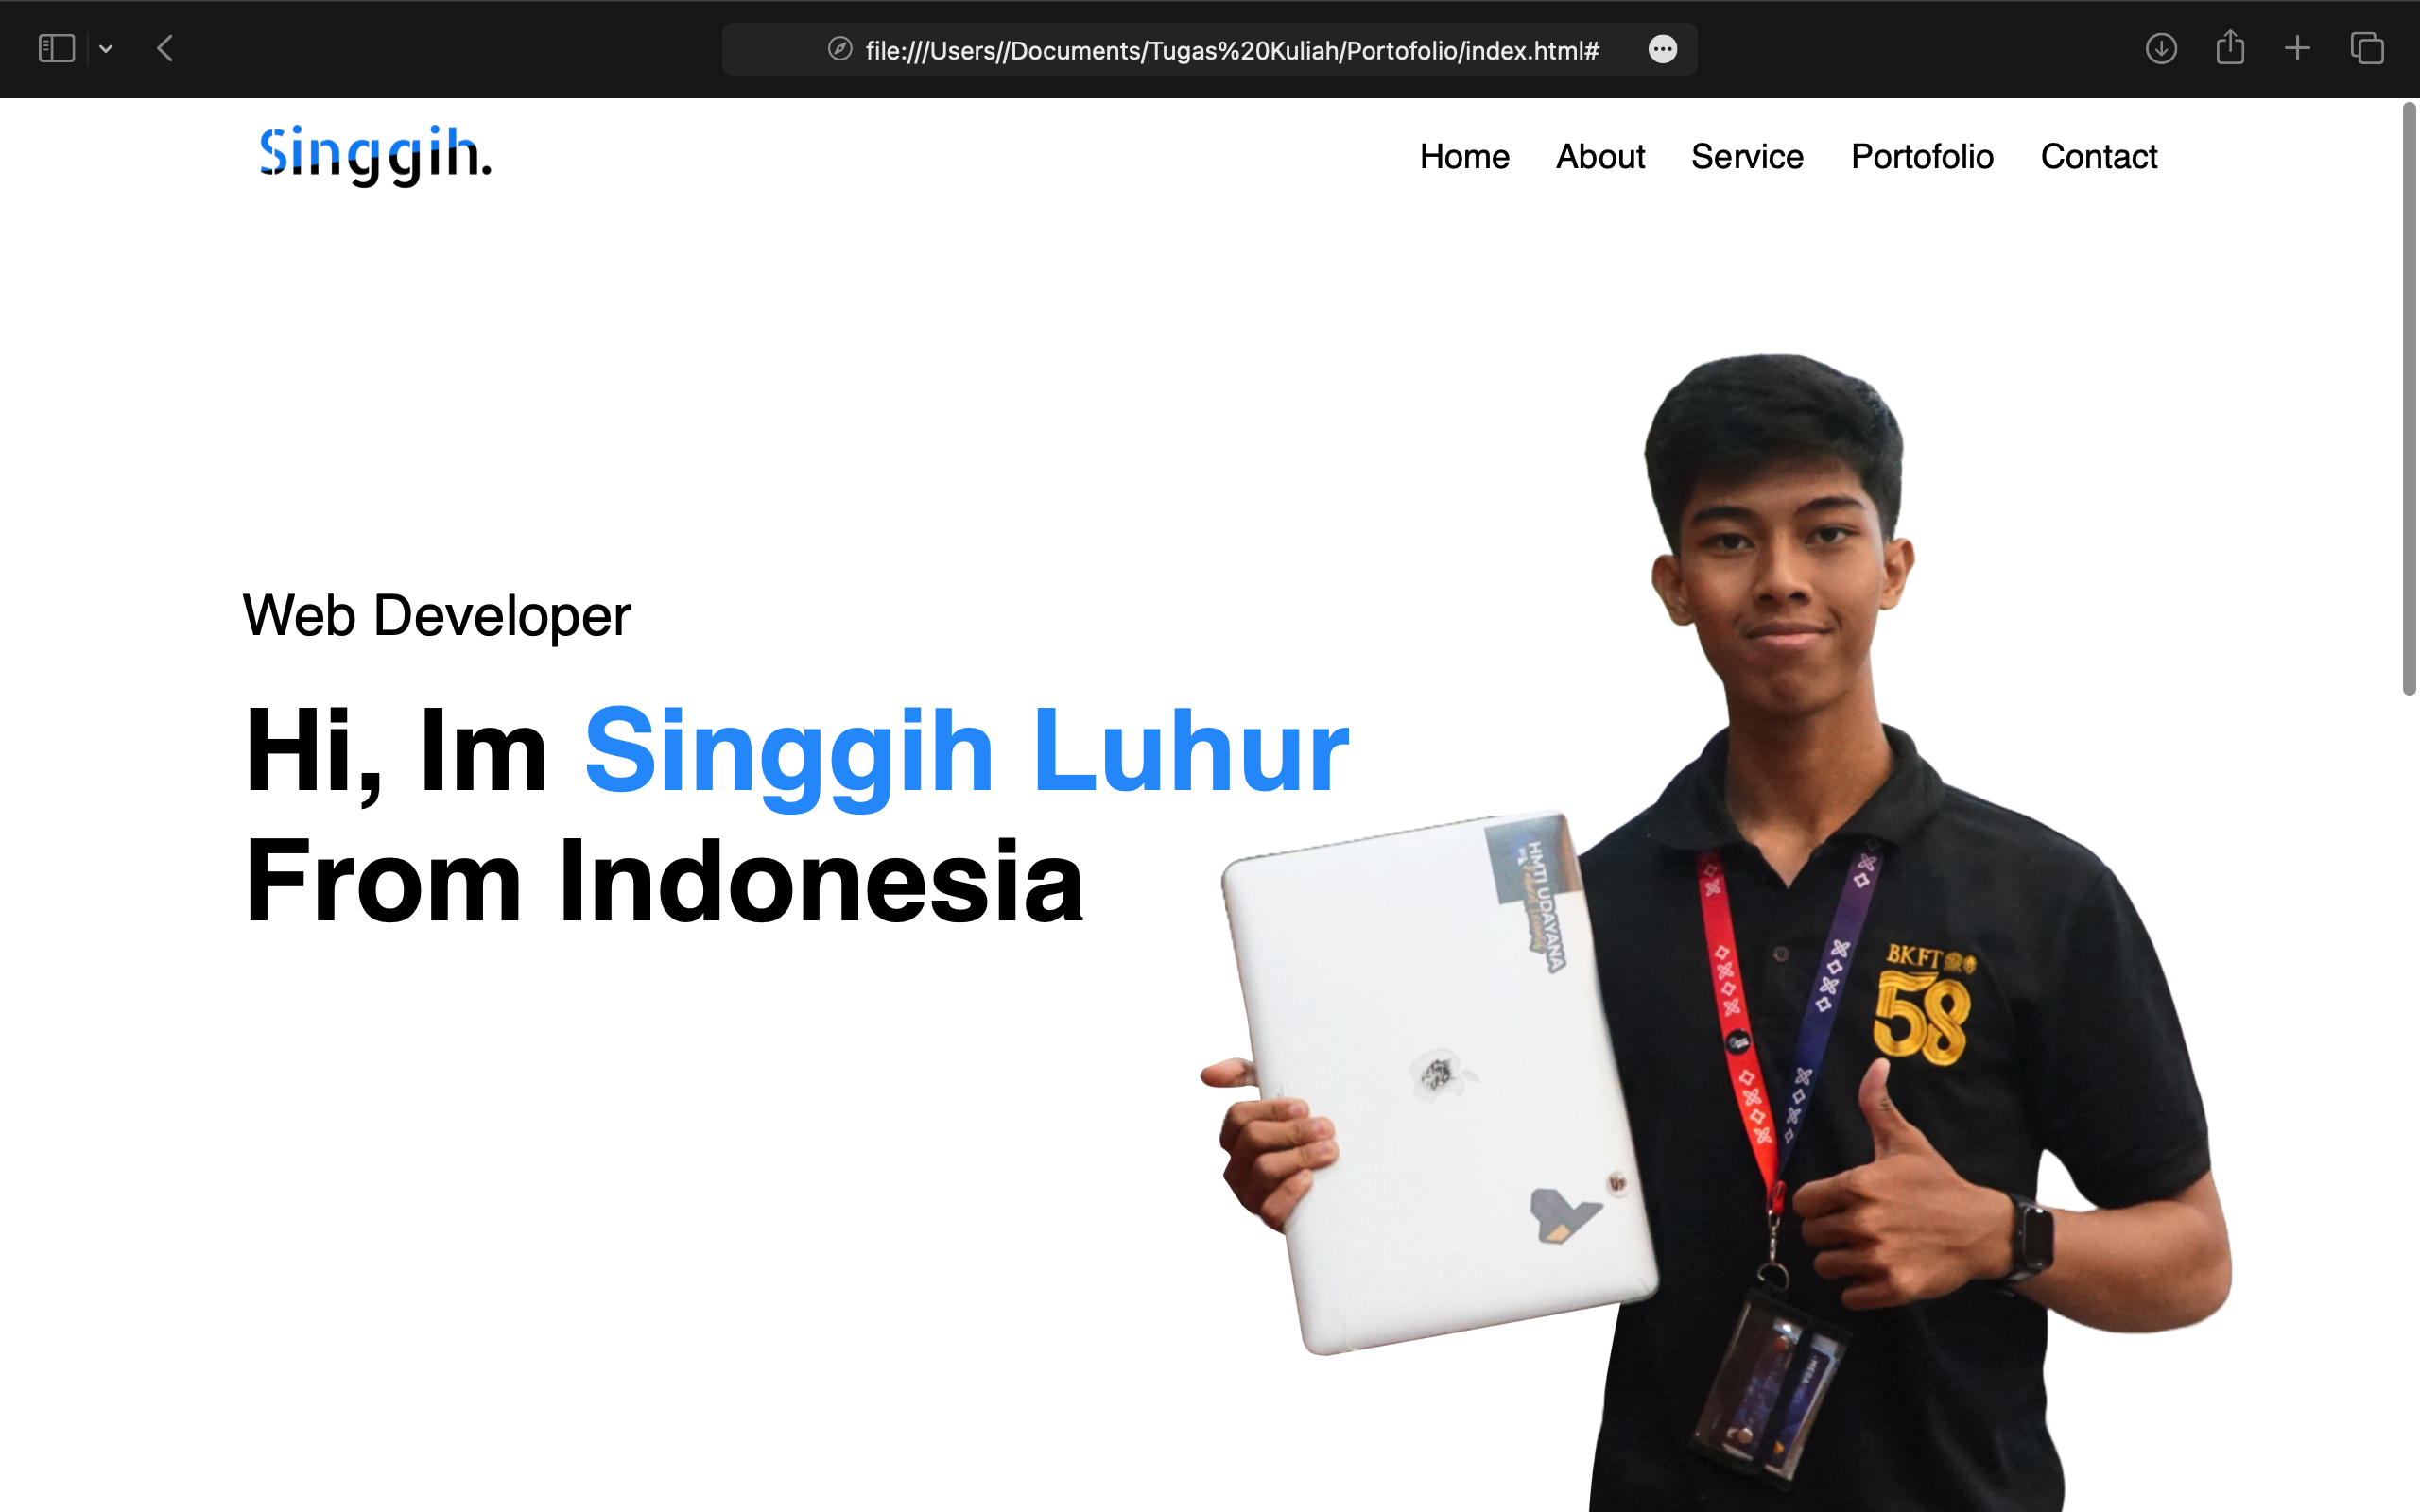 file:///Users//Documents/Tugas%20Kuliah/Portofolio/index.html#
Singgih.
Home About Service Portofolio Contact
Web Developer
Hi, Im Singgih Luhur
From Indonesia
HMTI UDAYANA
BKFT
58